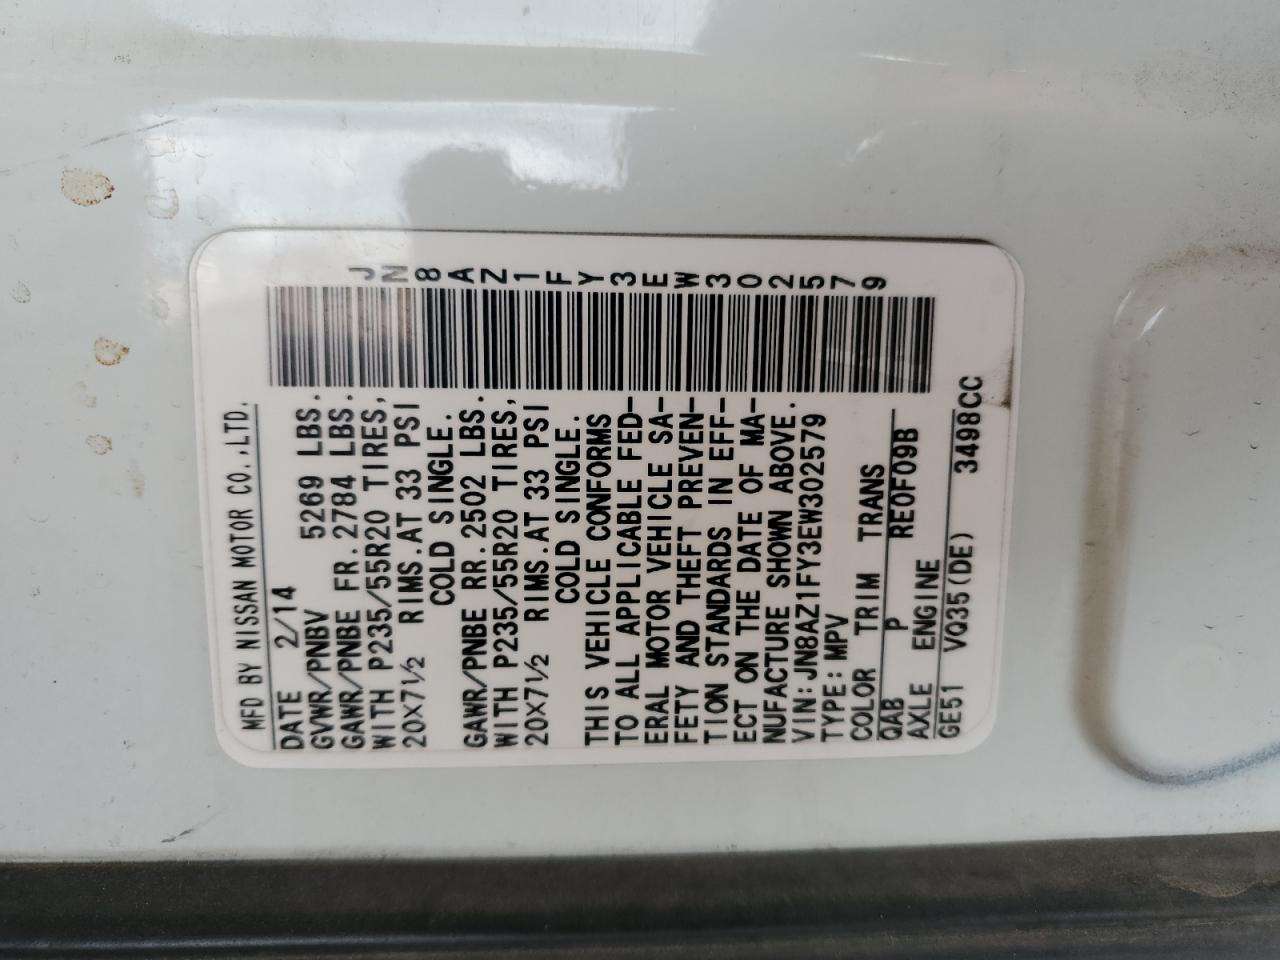 MFD BY NISSAN MOTOR CO.,LTD.
DATE 2/14
GVWR/PNBV 5269 LBS.
GAWR/PNBE FR.2784 LBS.
WITH P235/55R20 TIRES,
20X7½ RIMS.AT 33 PSI
COLD SINGLE.
GAWR/PNBE RR.2502 LBS.
WITH P235/55R20 TIRES,
20X7½ RIMS.AT 33 PSI
COLD SINGLE.
THIS VEHICLE CONFORMS
TO ALL APPLICABLE FED-
ERAL MOTOR VEHICLE SA-
FETY AND THEFT PREVEN-
TION STANDARDS IN EFF-
ECT ON THE DATE OF MA-
NUFACTURE SHOWN ABOVE.
VIN:JN8AZ1FY3EW302579
TYPE:MPV
COLOR TRIM TRANS
QAB P REOF09B
AXLE ENGINE
GE51 VQ35(DE) 3498CC
JN8AZ1FY3EW302579